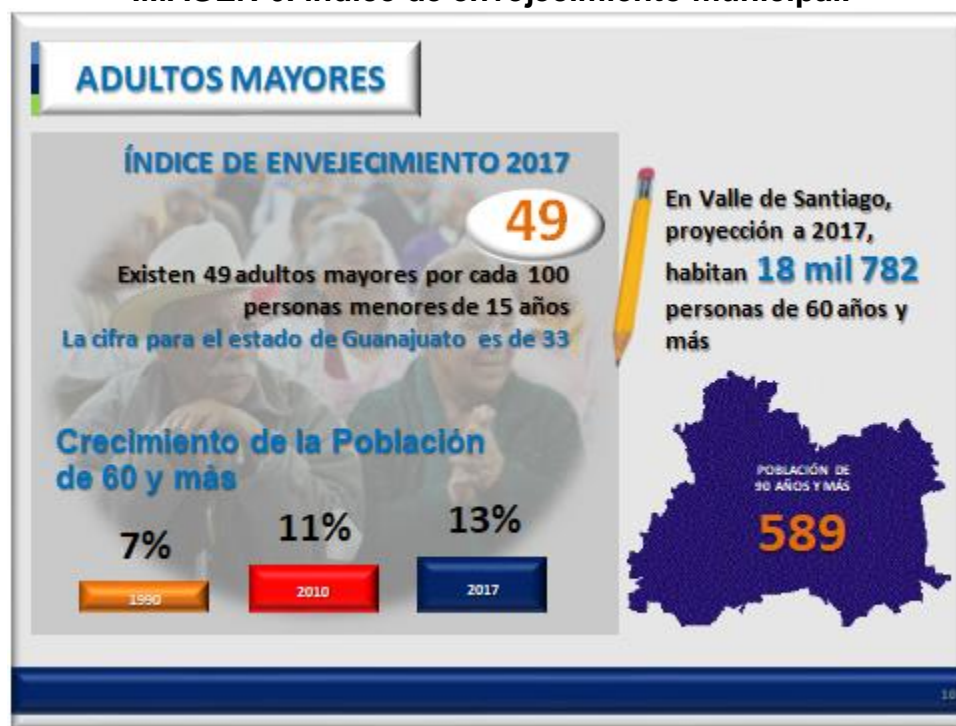 ADULTOS MAYORES
ÍNDICE DE ENVEJECIMIENTO 2017
49
Existen 49 adultos mayores por cada 100
personas menores de 15 años
La cifra para el estado de Guanajuato es de 33
Crecimiento de la Población
de 60 y más
7%
11%
13%
1990
2010
2017
En Valle de Santiago,
proyección a 2017,
habitan 18 mil 782
personas de 60 años y
más
POBLACIÓN DE
90 AÑOS Y MÁS
589
10